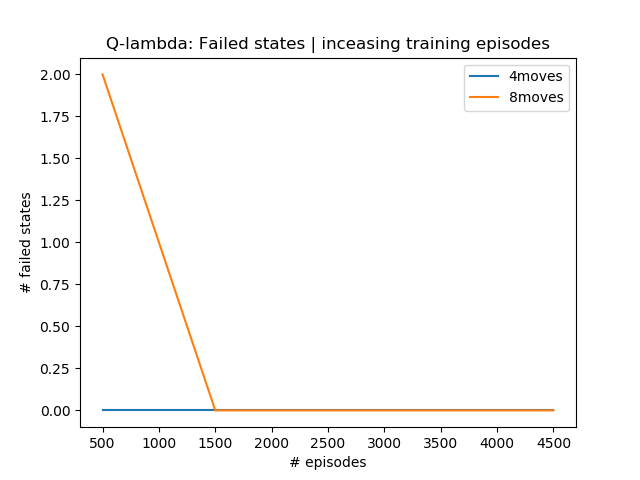 Q-lambda: Failed states | inceasing training episodes
4moves
8moves
2.00
1.75
1.50
1.25
1.00
0.75
0.50
0.25
0.00
# failed states
500 1000 1500 2000 2500 3000 3500 4000 4500
# episodes